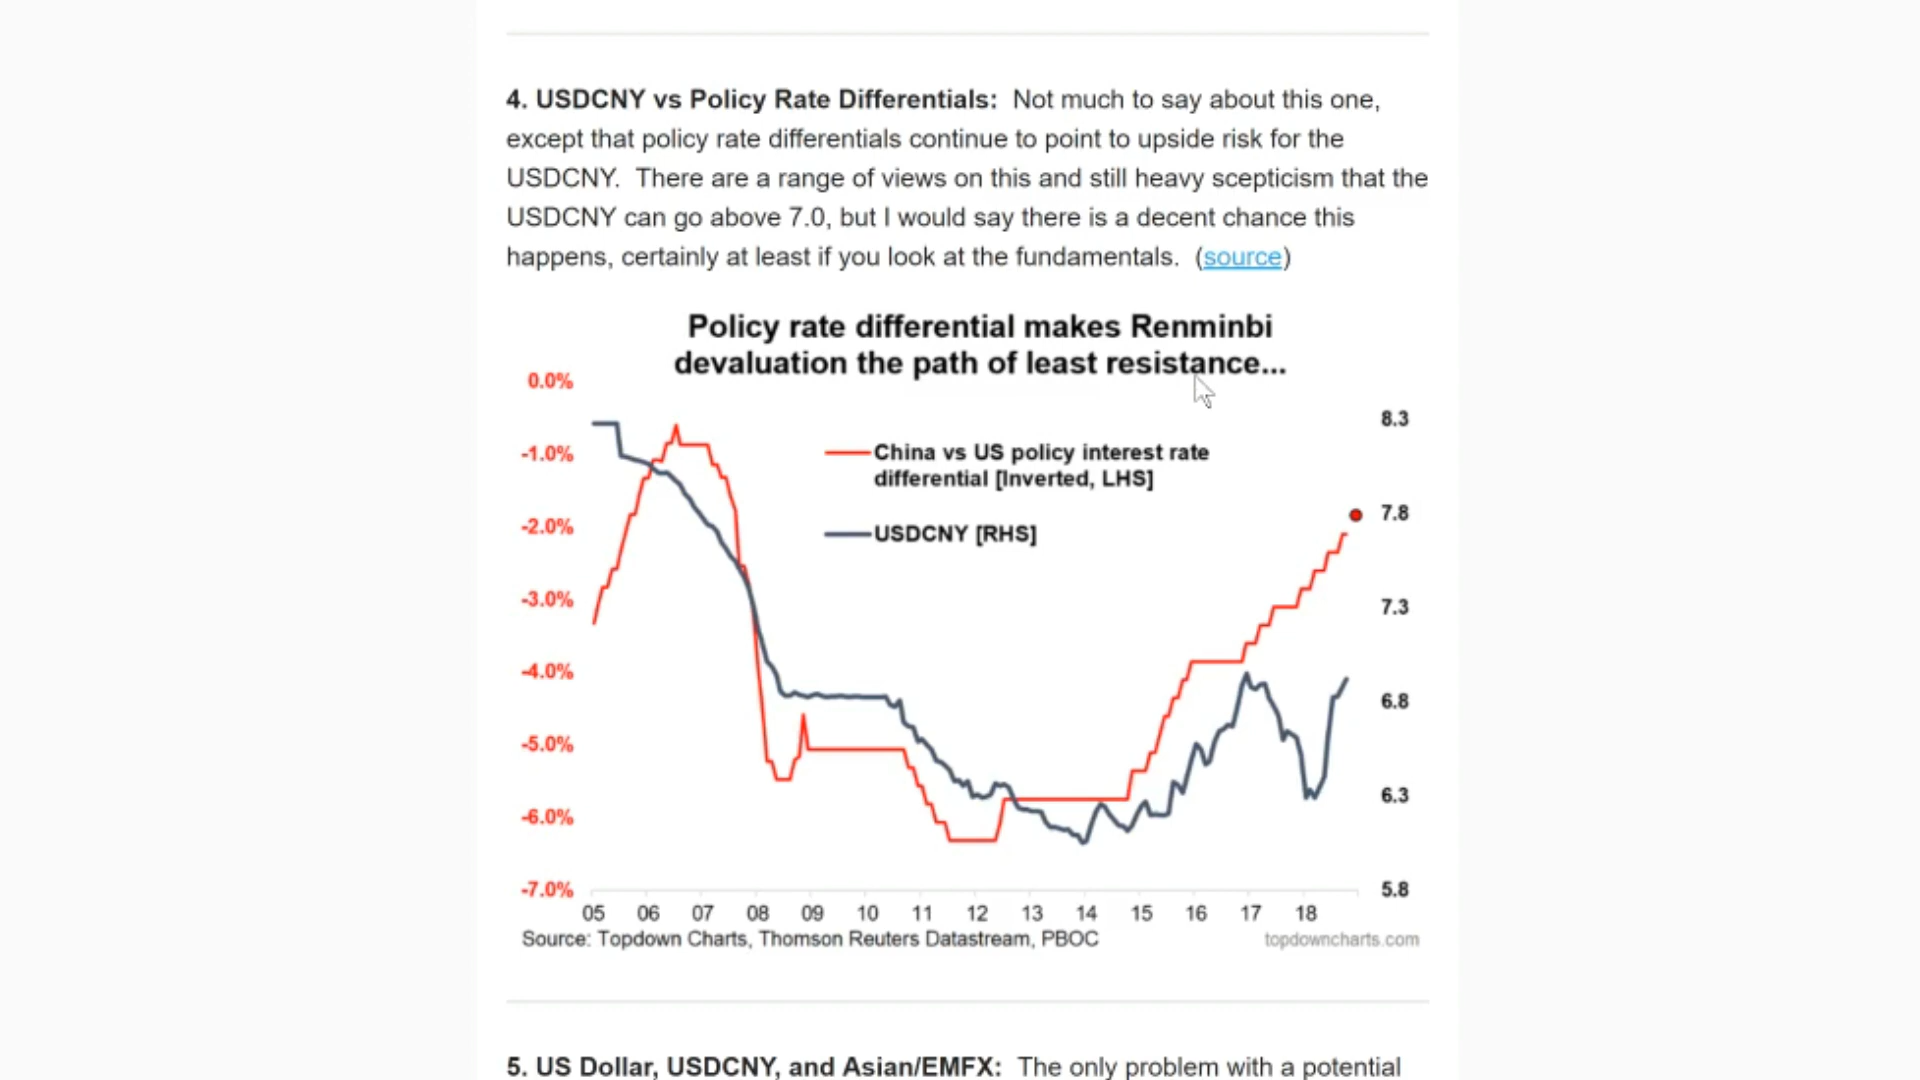 4. USDCNY vs Policy Rate Differentials: Not much to say about this one,
except that policy rate differentials continue to point to upside risk for the
USDCNY. There are a range of views on this and still heavy scepticism that the
USDCNY can go above 7.0, but I would say there is a decent chance this
happens, certainly at least if you look at the fundamentals. (source)
Policy rate differential makes Renminbi
devaluation the path of least resistance...
0.0%
-1.0%
-2.0%
-3.0%
-4.0%
-5.0%
-6.0%
-7.0%
China vs US policy interest rate
differential [Inverted, LHS]
USDCNY [RHS]
8.3
7.8
7.3
6.8
6.3
5.8
05 06 07 08 09 10 11 12 13 14 15 16 17 18
Source: Topdown Charts, Thomson Reuters Datastream, PBOC
topdowncharts.com
5. US Dollar, USDCNY, and Asian/EMFX: The only problem with a potential